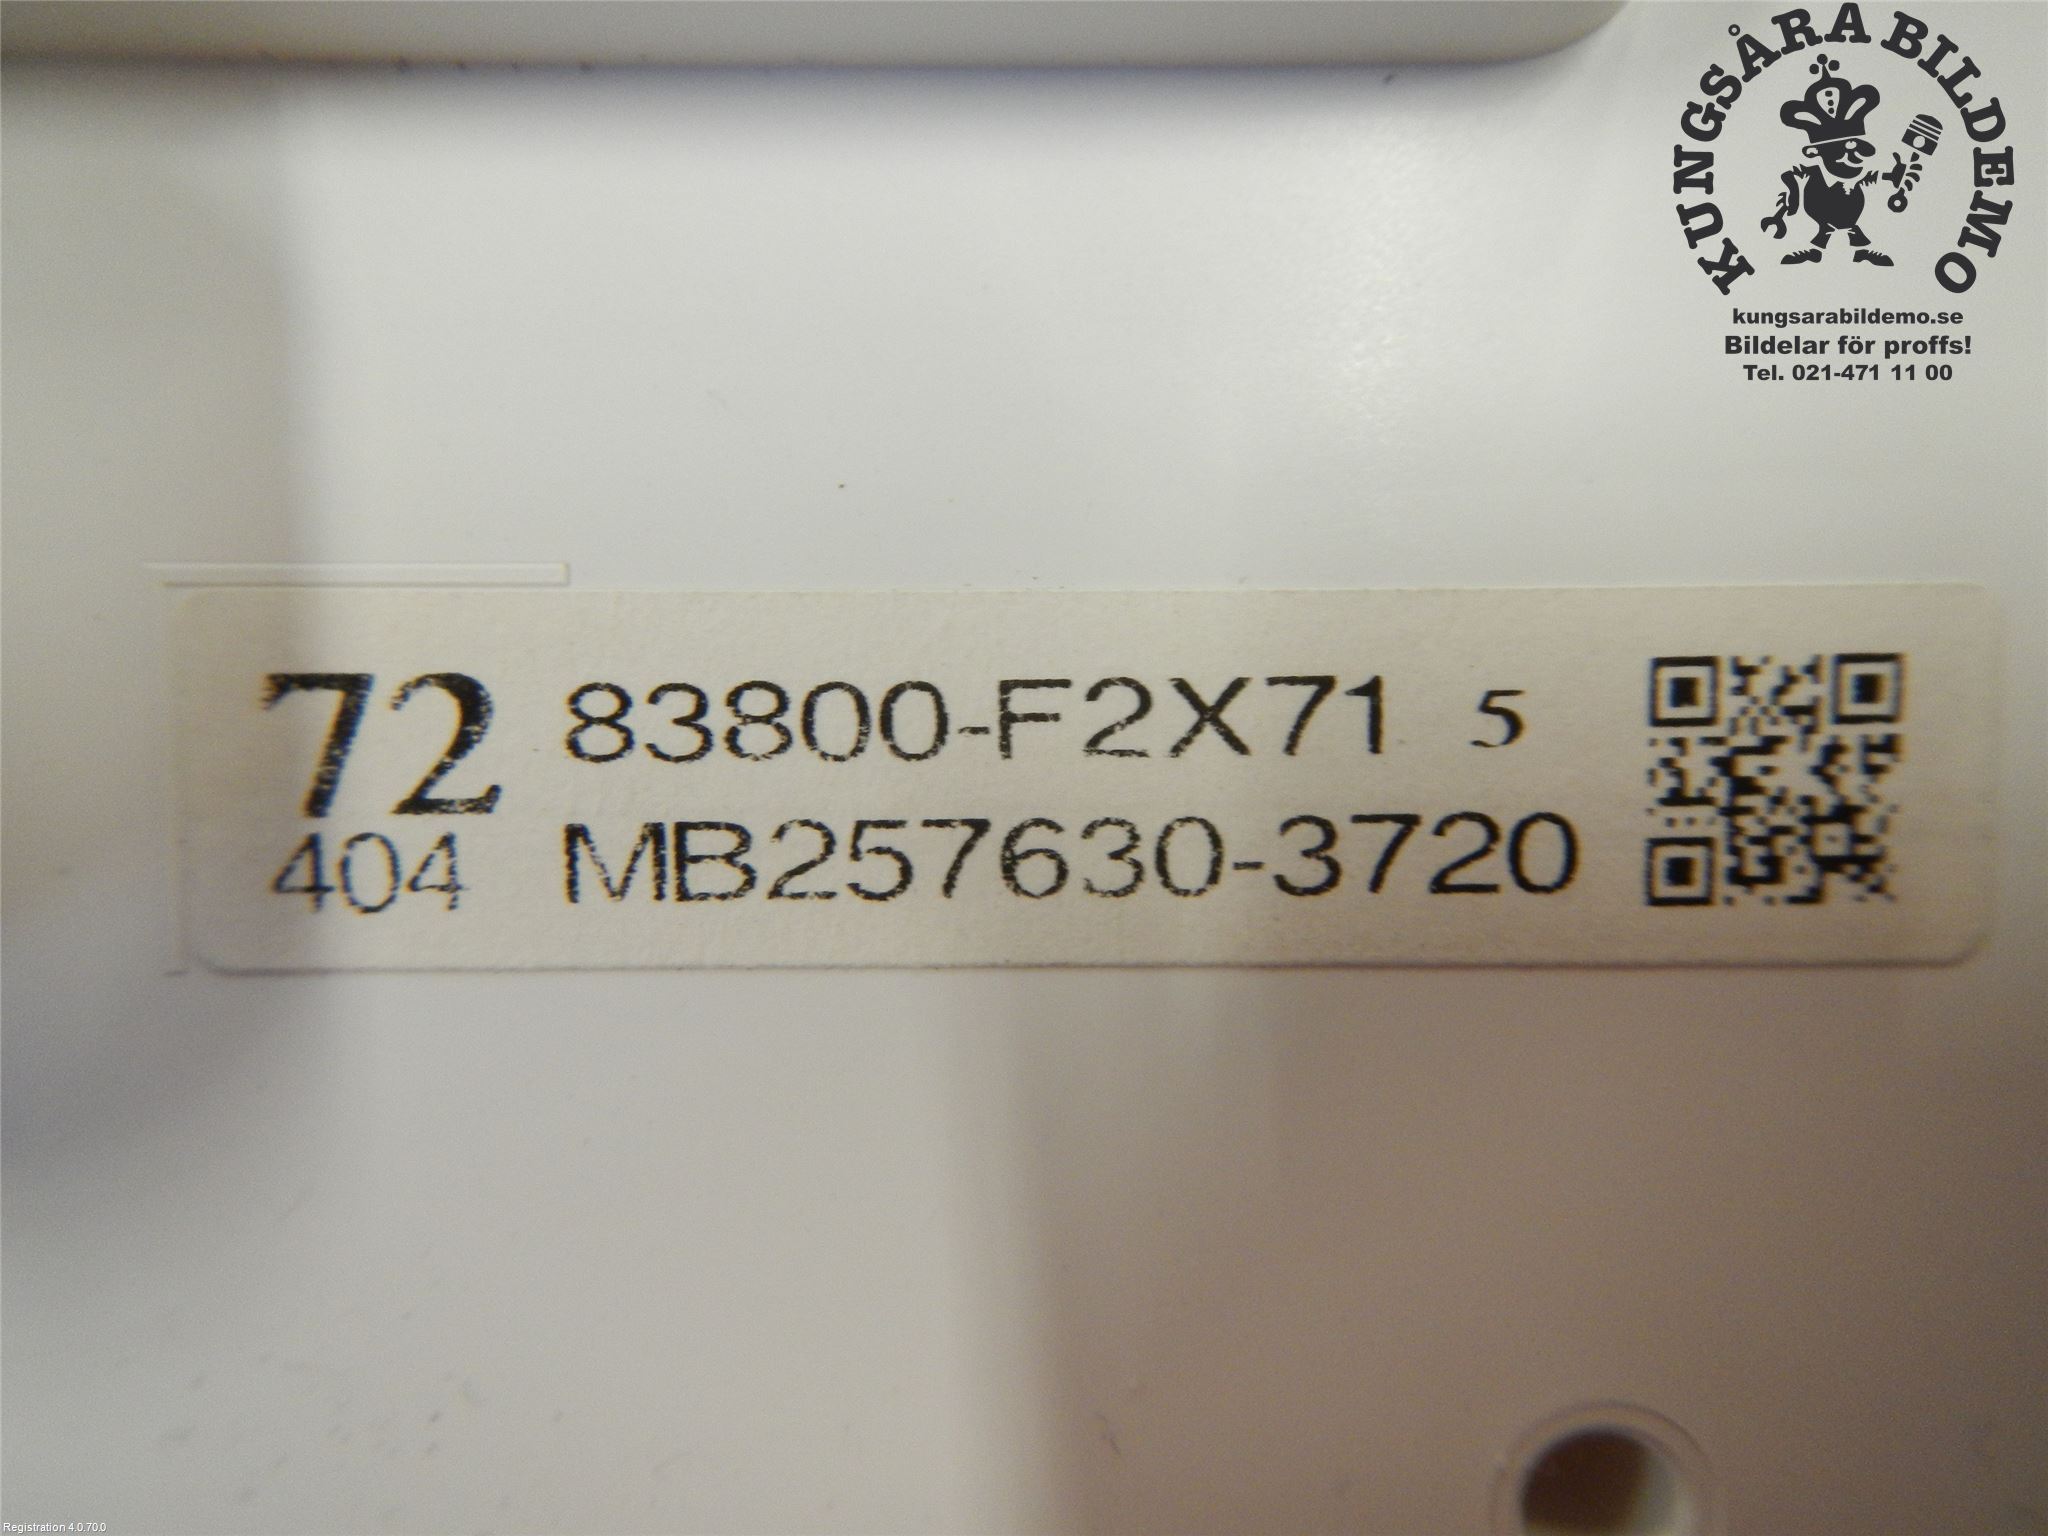 KUNGSÅRA BILDEMO
kungsarabildemo.se
Bildelar för proffs!
Tel. 021-471 11 00
72 83800-F2X71 5
404 MB257630-3720
Registration 4.0.70.0